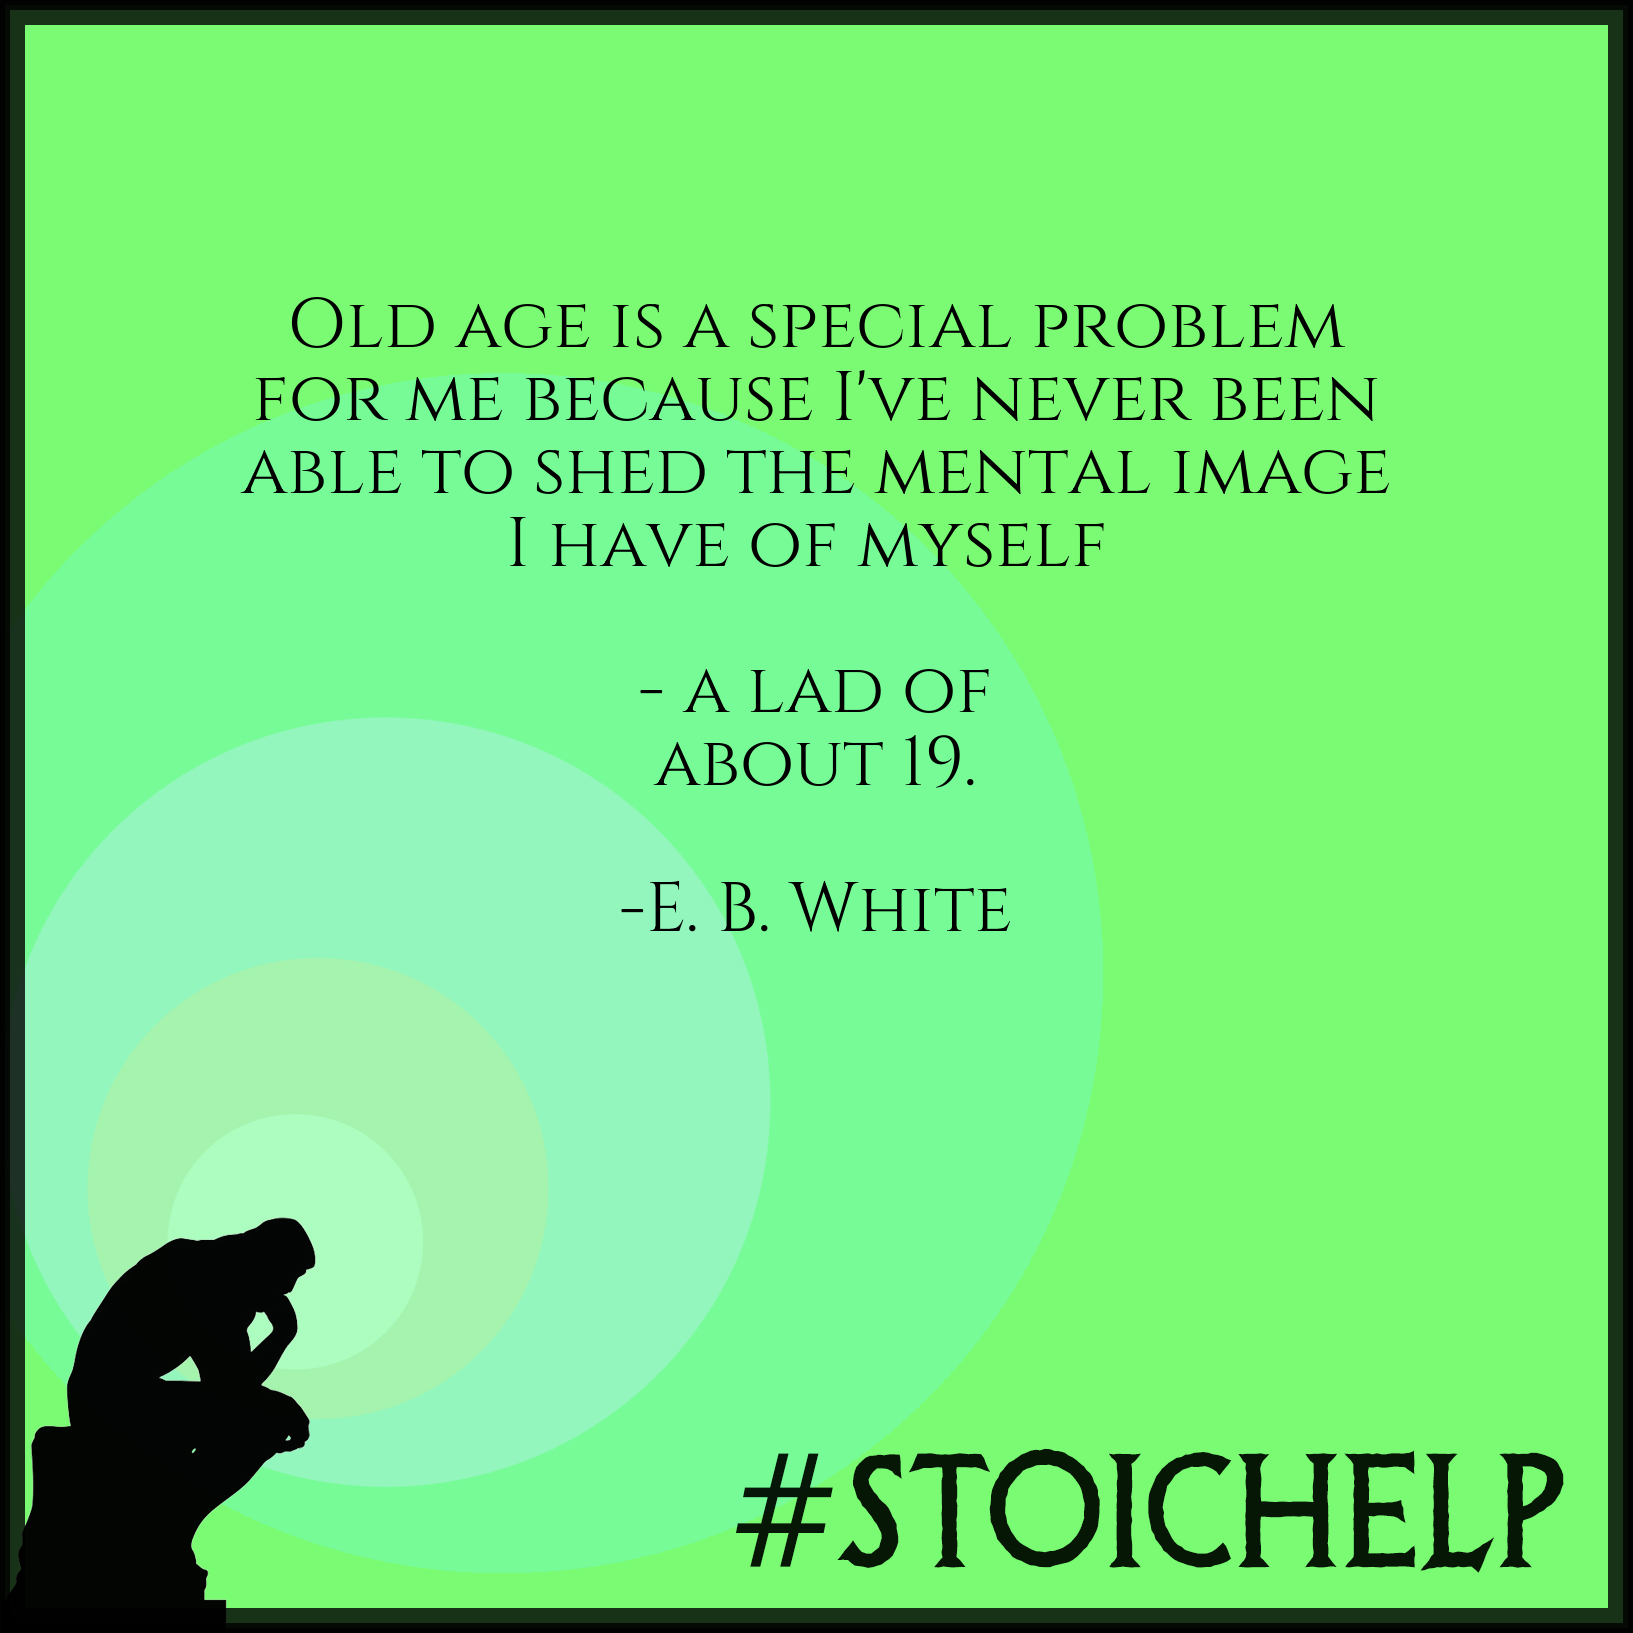 Old age is a special problem
for me because I've never been
able to shed the mental image
I have of myself
- a lad of
about 19.
-E. B. White
#STOICHELP